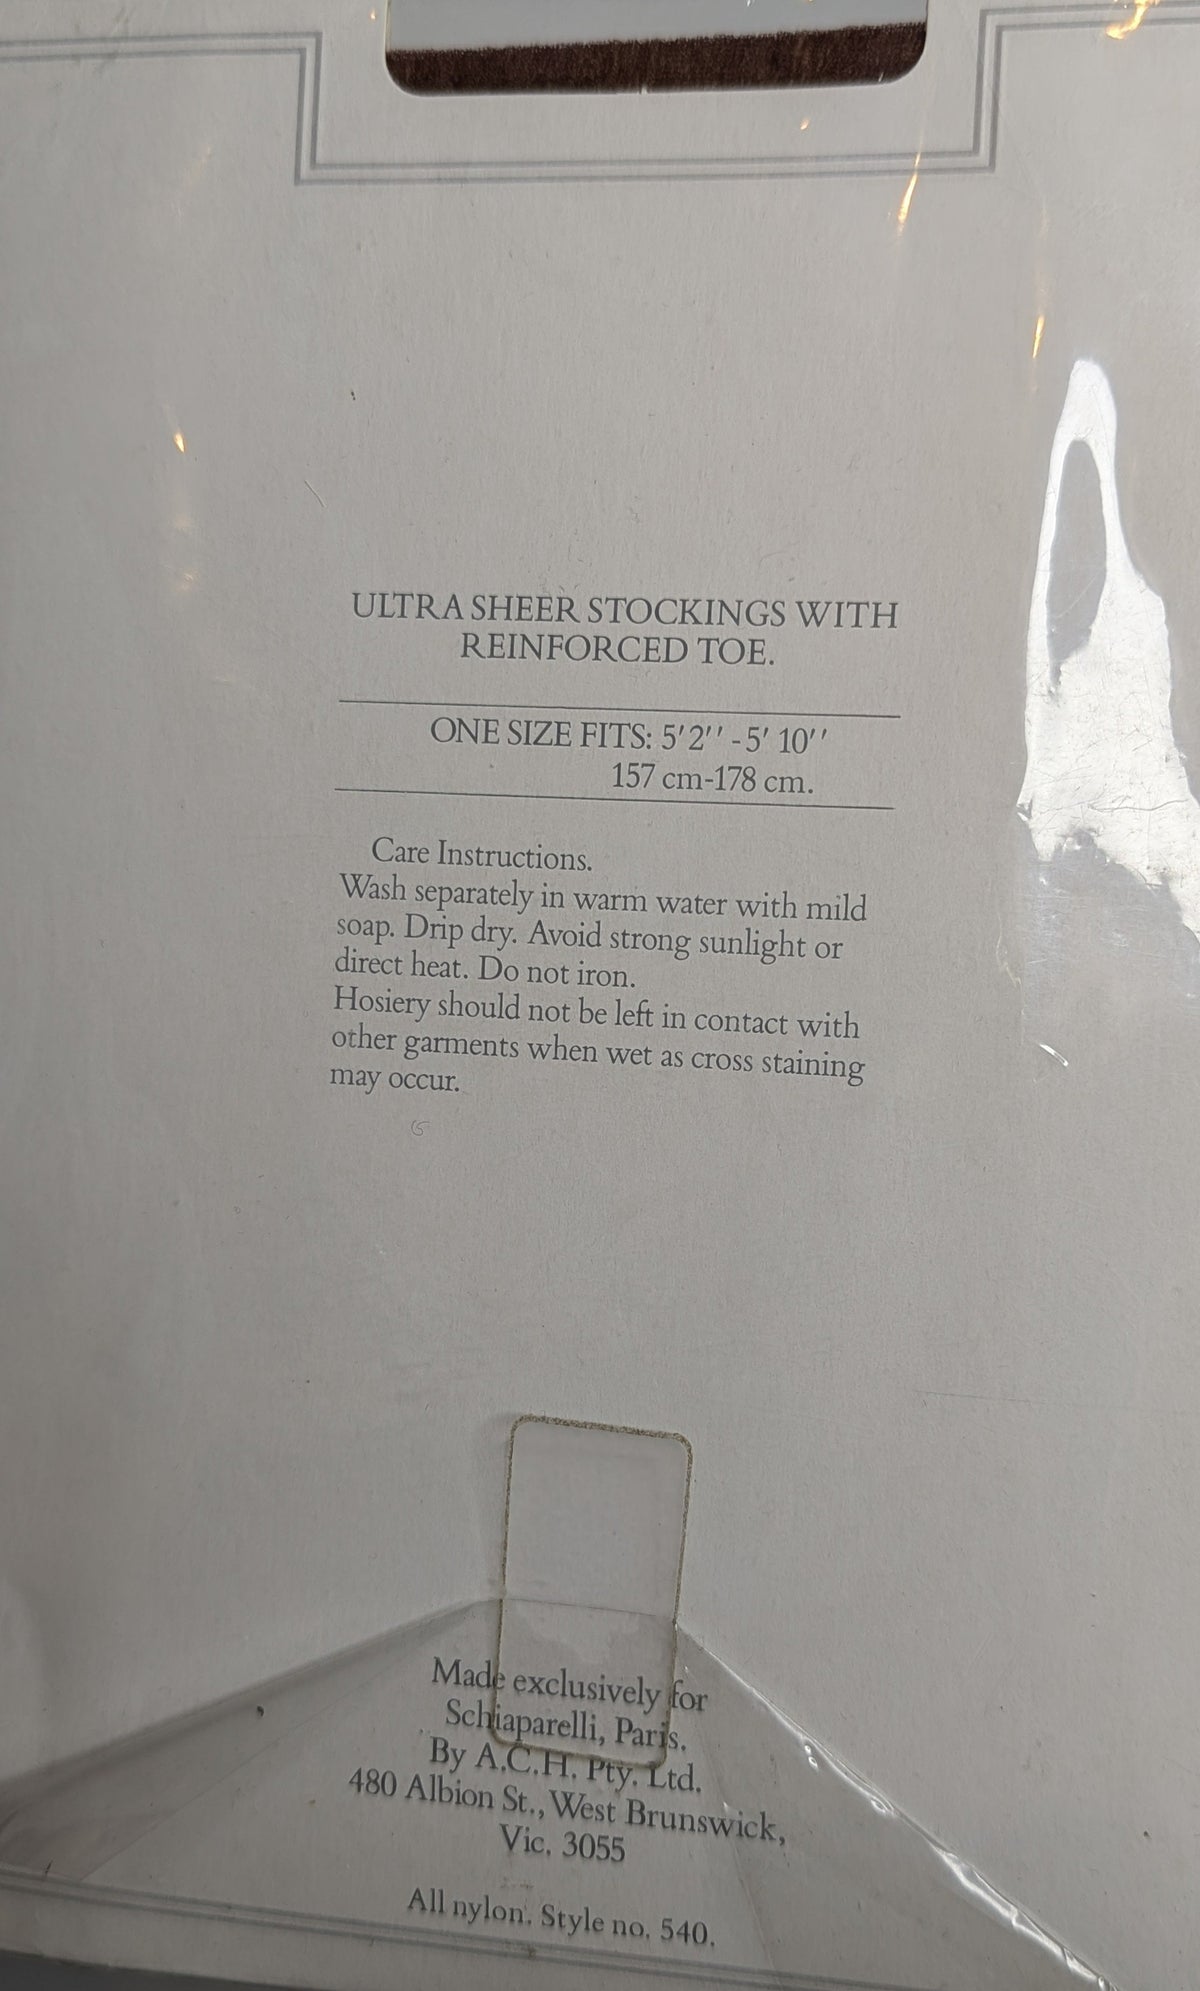 ULTRA SHEER STOCKINGS WITH
REINFORCED TOE.
ONE SIZE FITS: 5'2'' - 5' 10''
157 cm-178 cm.
Care Instructions.
Wash separately in warm water with mild
soap. Drip dry. Avoid strong sunlight or
direct heat. Do not iron.
Hosiery should not be left in contact with
other garments when wet as cross staining
may occur.
Made exclusively for
Schiaparelli, Paris.
By A.C.H. Pty. Ltd.
480 Albion St., West Brunswick,
Vic. 3055
All nylon. Style no. 540.